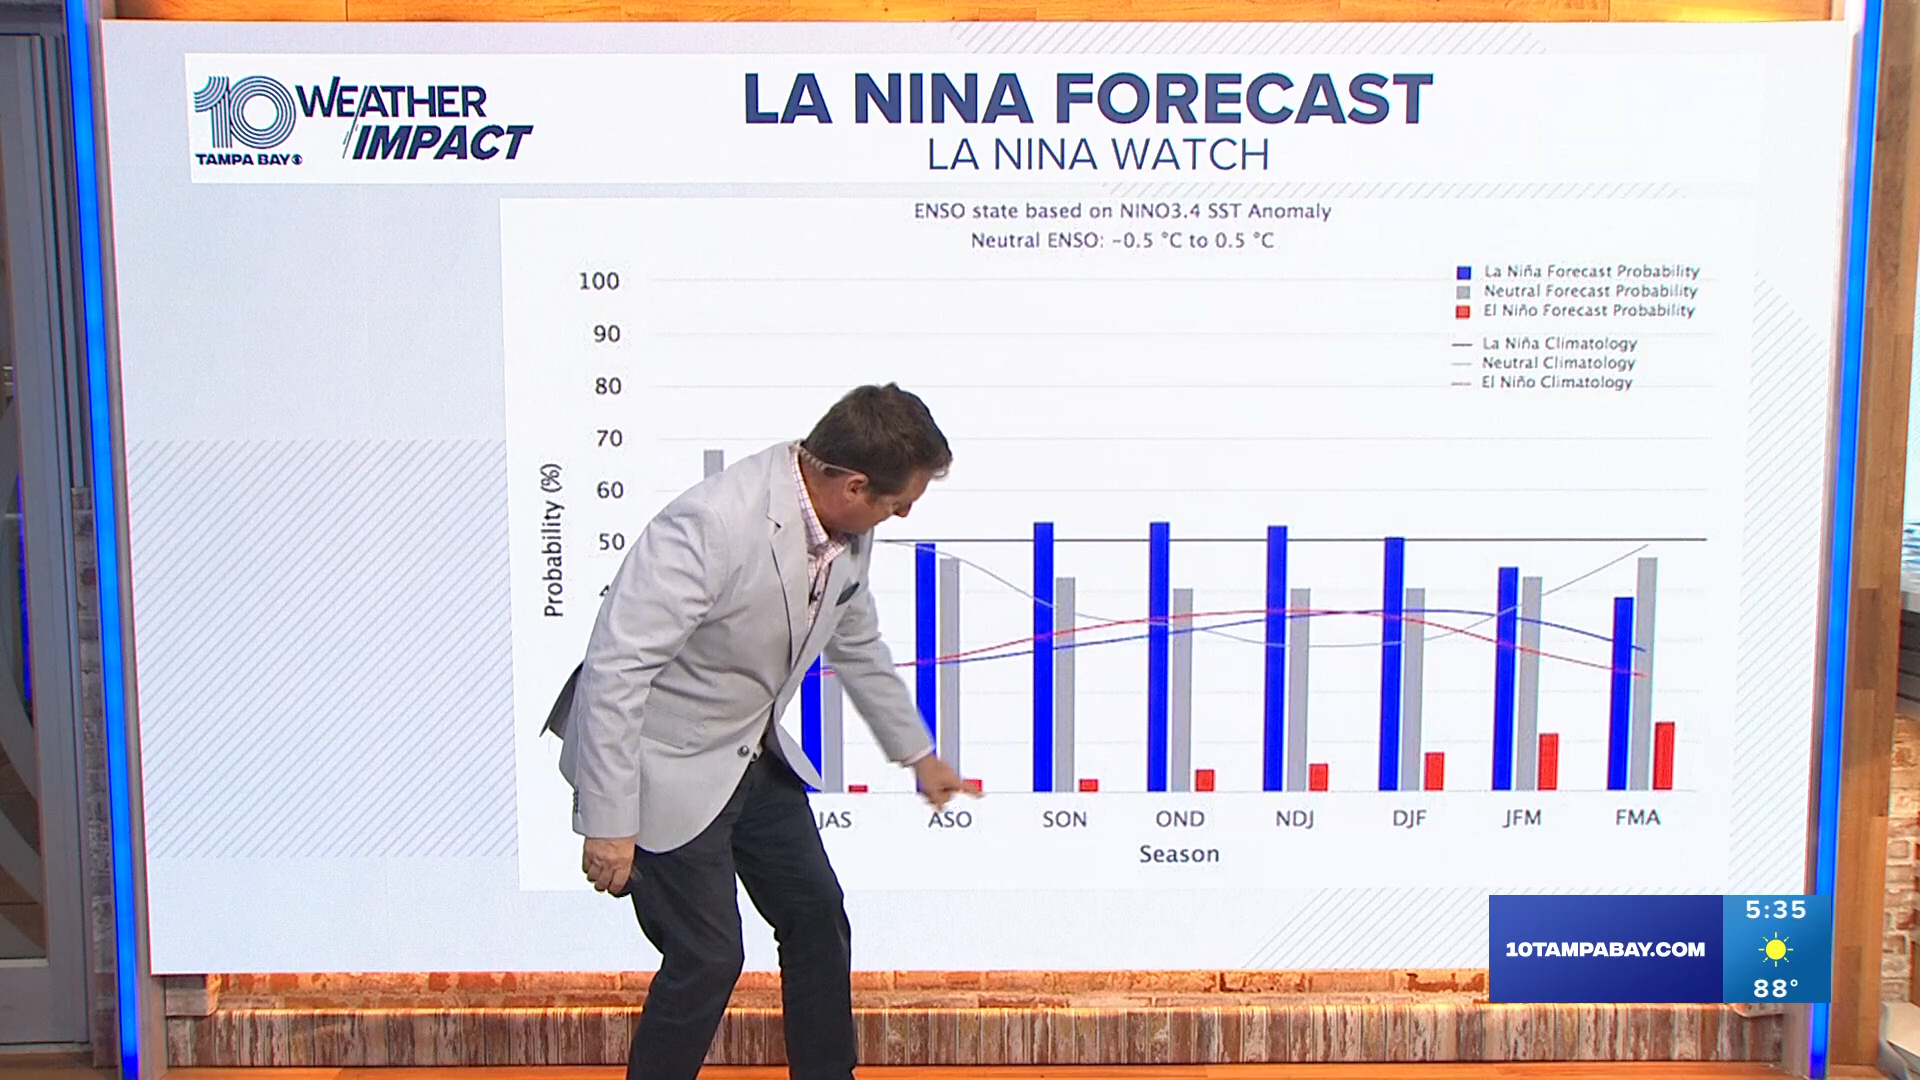 10 WEATHER
IMPACT
TAMPA BAY
LA NINA FORECAST
LA NINA WATCH
ENSO state based on NINO3.4 SST Anomaly
Neutral ENSO: -0.5 °C to 0.5 °C
100
90
80
70
60
50
Probability (%)
La Niña Forecast Probability
Neutral Forecast Probability
El Niño Forecast Probability
La Niña Climatology
Neutral Climatology
El Niño Climatology
JAS ASO SON OND NDJ DJF JFM FMA
Season
10TAMPABAY.COM
5:35
88°